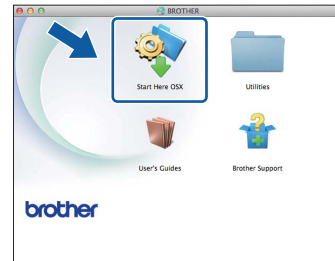 BROTHER
Start Here OSX
Utilities
User's Guides
Brother Support
brother